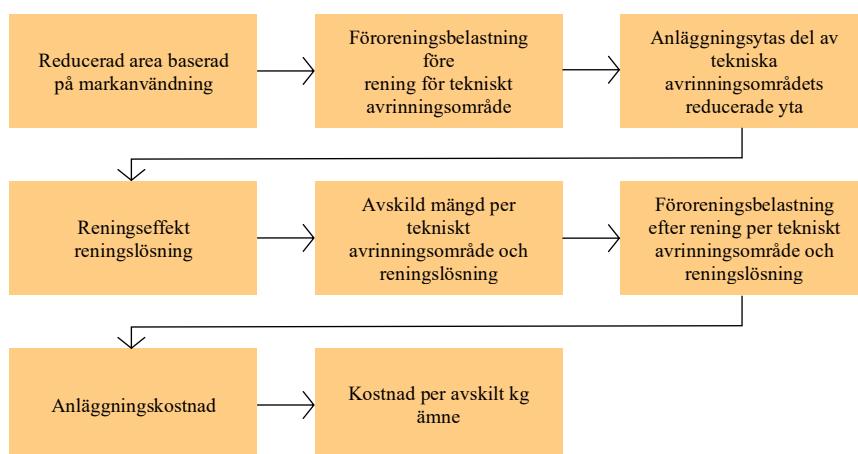 Reducerad area baserad
på markanvändning
Föroreningsbelastning
före
rening för tekniskt
avrinningsområde
Anläggningsytas del av
tekniska
avrinningsområdets
reducerade yta
Reningseffekt
reningslösning
Avskild mängd per
tekniskt
avrinningsområde och
reningslösning
Föroreningsbelastning
efter rening per tekniskt
avrinningsområde och
reningslösning
Anläggningskostnad
Kostnad per avskilt kg
ämne